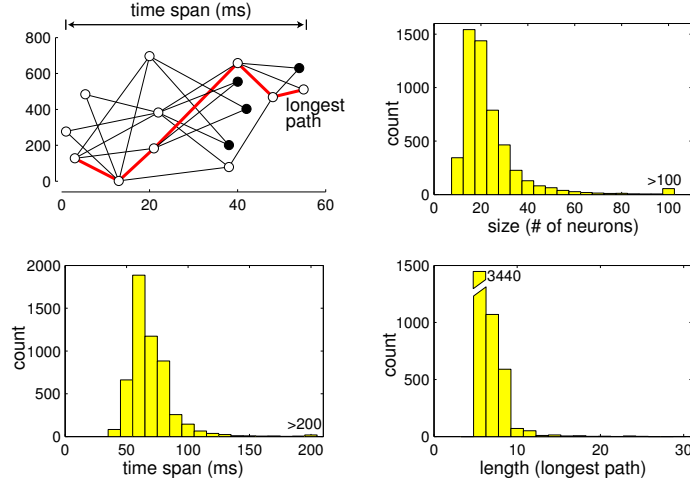 time span (ms)
800
600
400
200
0
longest
path
0 20 40 60
1500
1000
500
0
count
>100
0 20 40 60 80 100
size (# of neurons)
2000
1500
1000
500
0
count
>200
0 50 100 150 200
time span (ms)
1500
1000
500
0
count
3440
0 10 20 30
length (longest path)